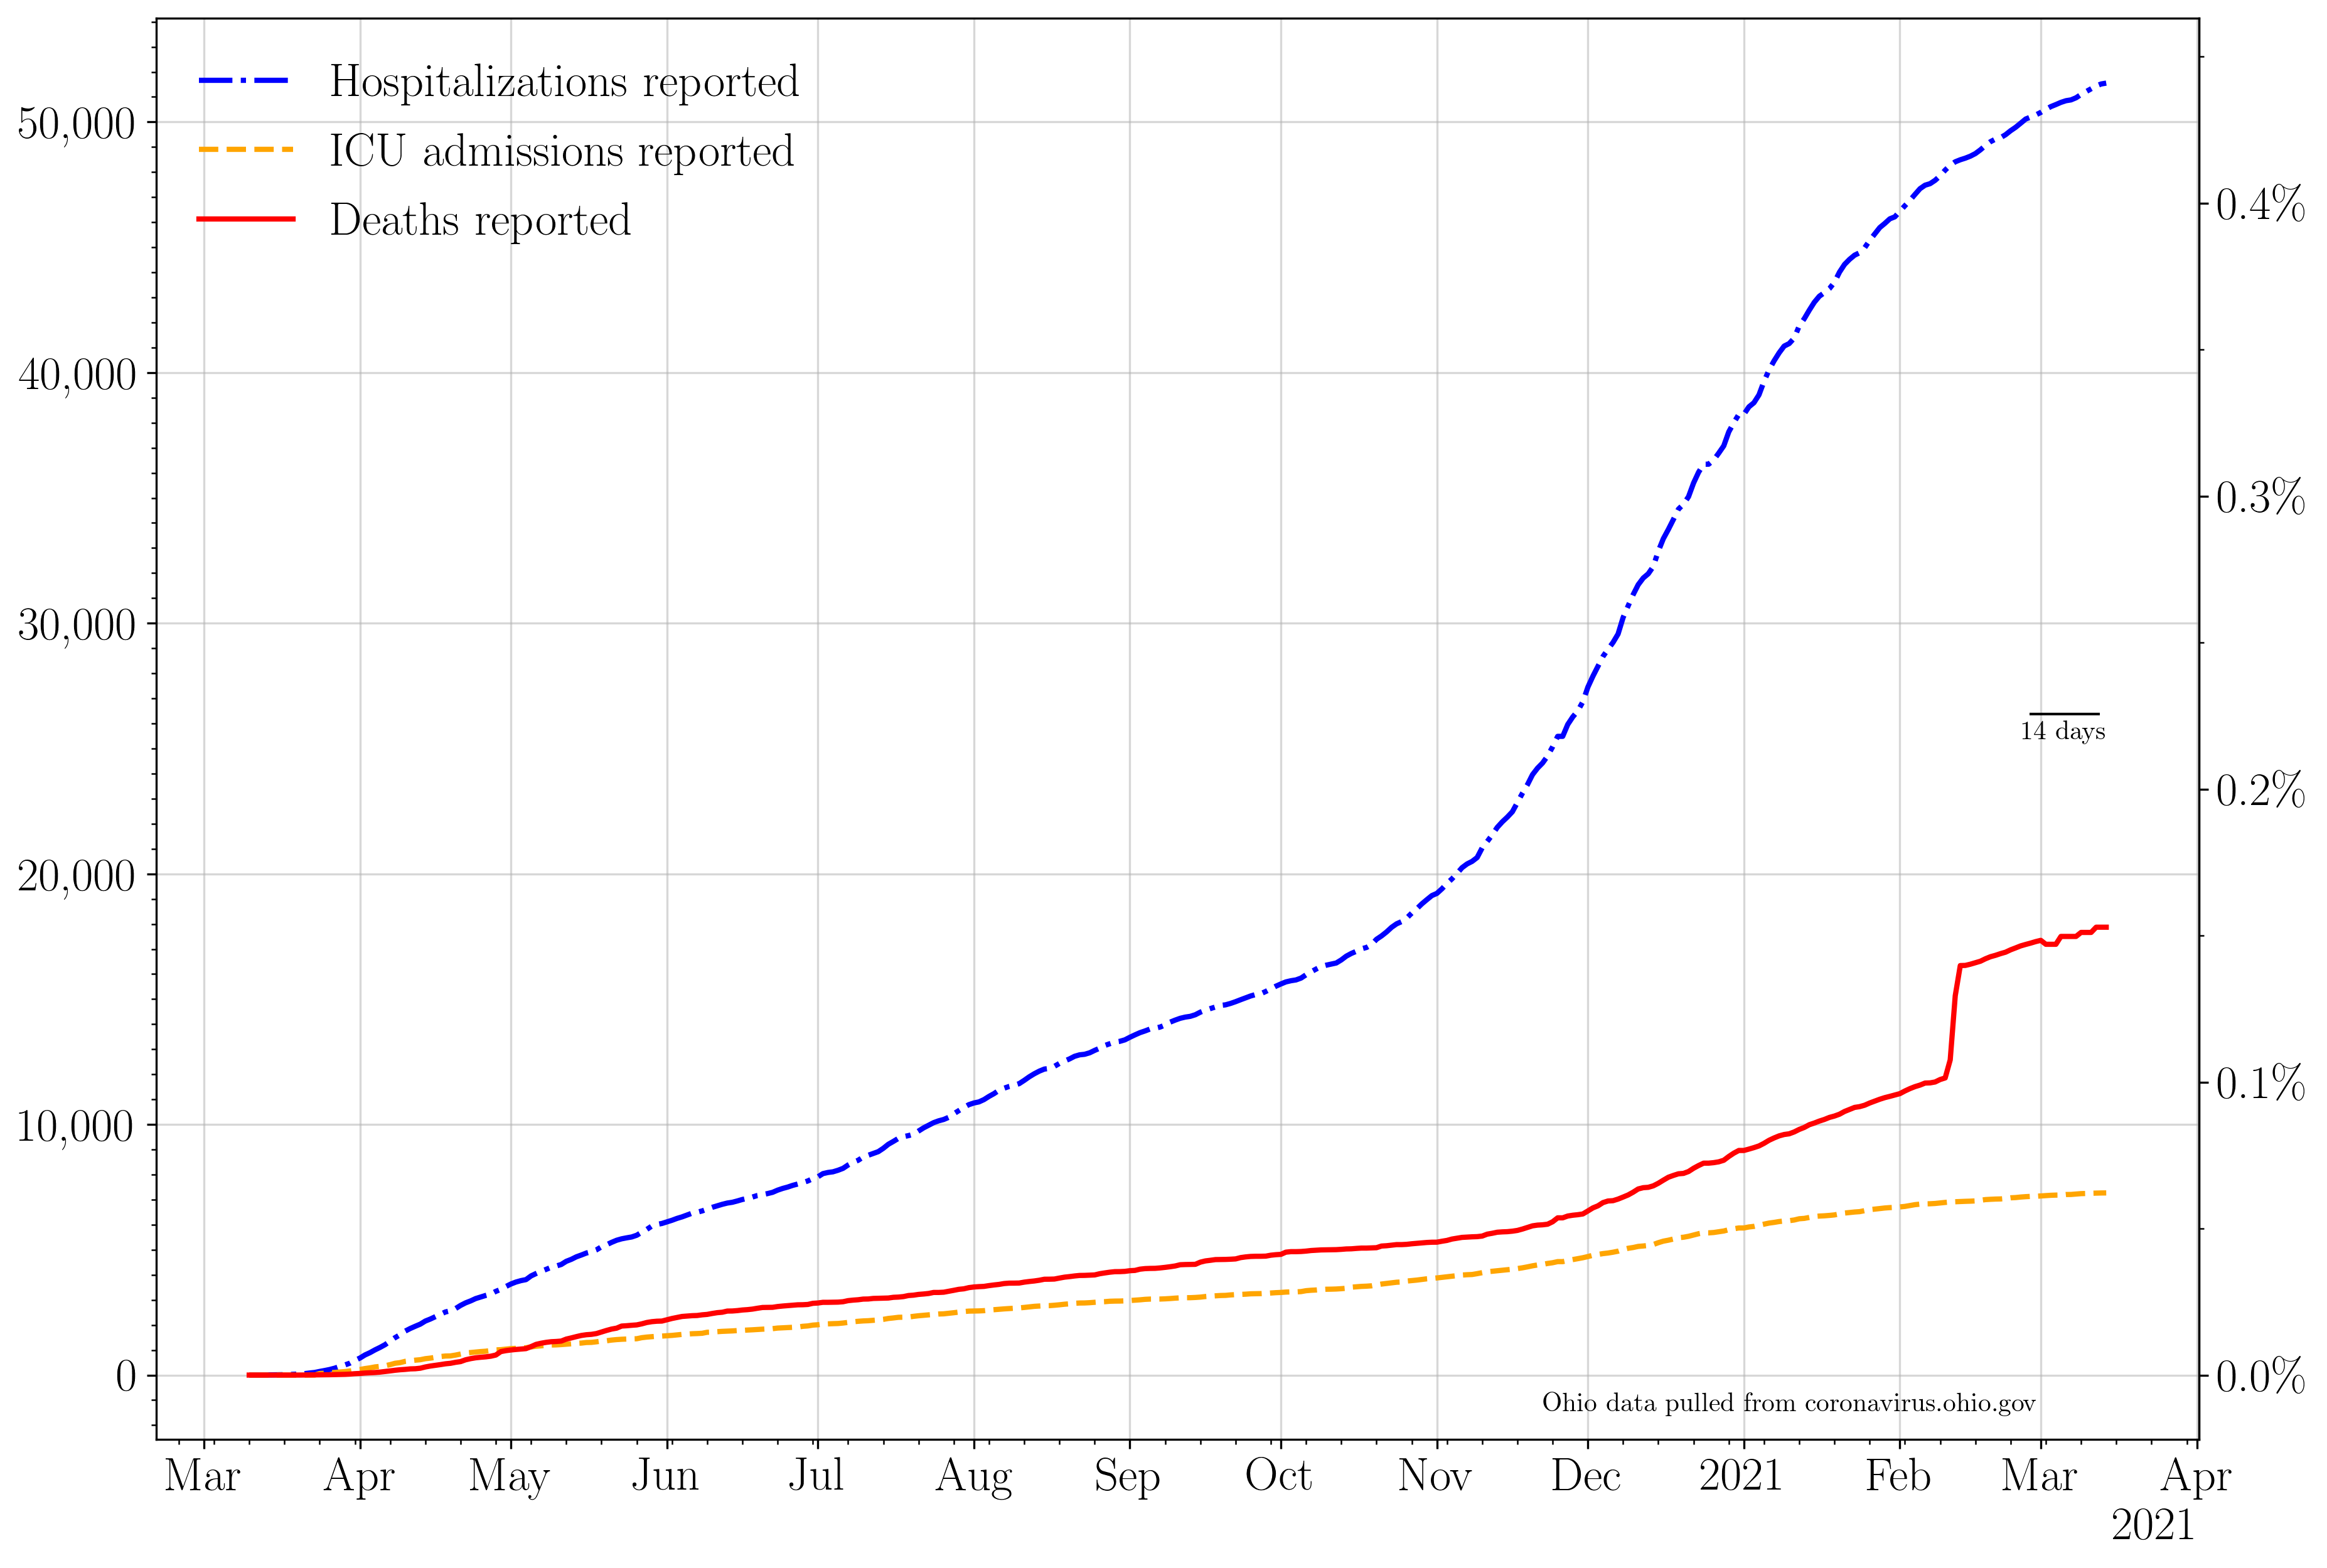 Hospitalizations reported
ICU admissions reported
Deaths reported
50,000
40,000
30,000
20,000
10,000
0
0.4%
0.3%
0.2%
0.1%
0.0%
14 days
Ohio data pulled from coronavirus.ohio.gov
Mar Apr May Jun Jul Aug Sep Oct Nov Dec 2021 Feb Mar Apr
2021